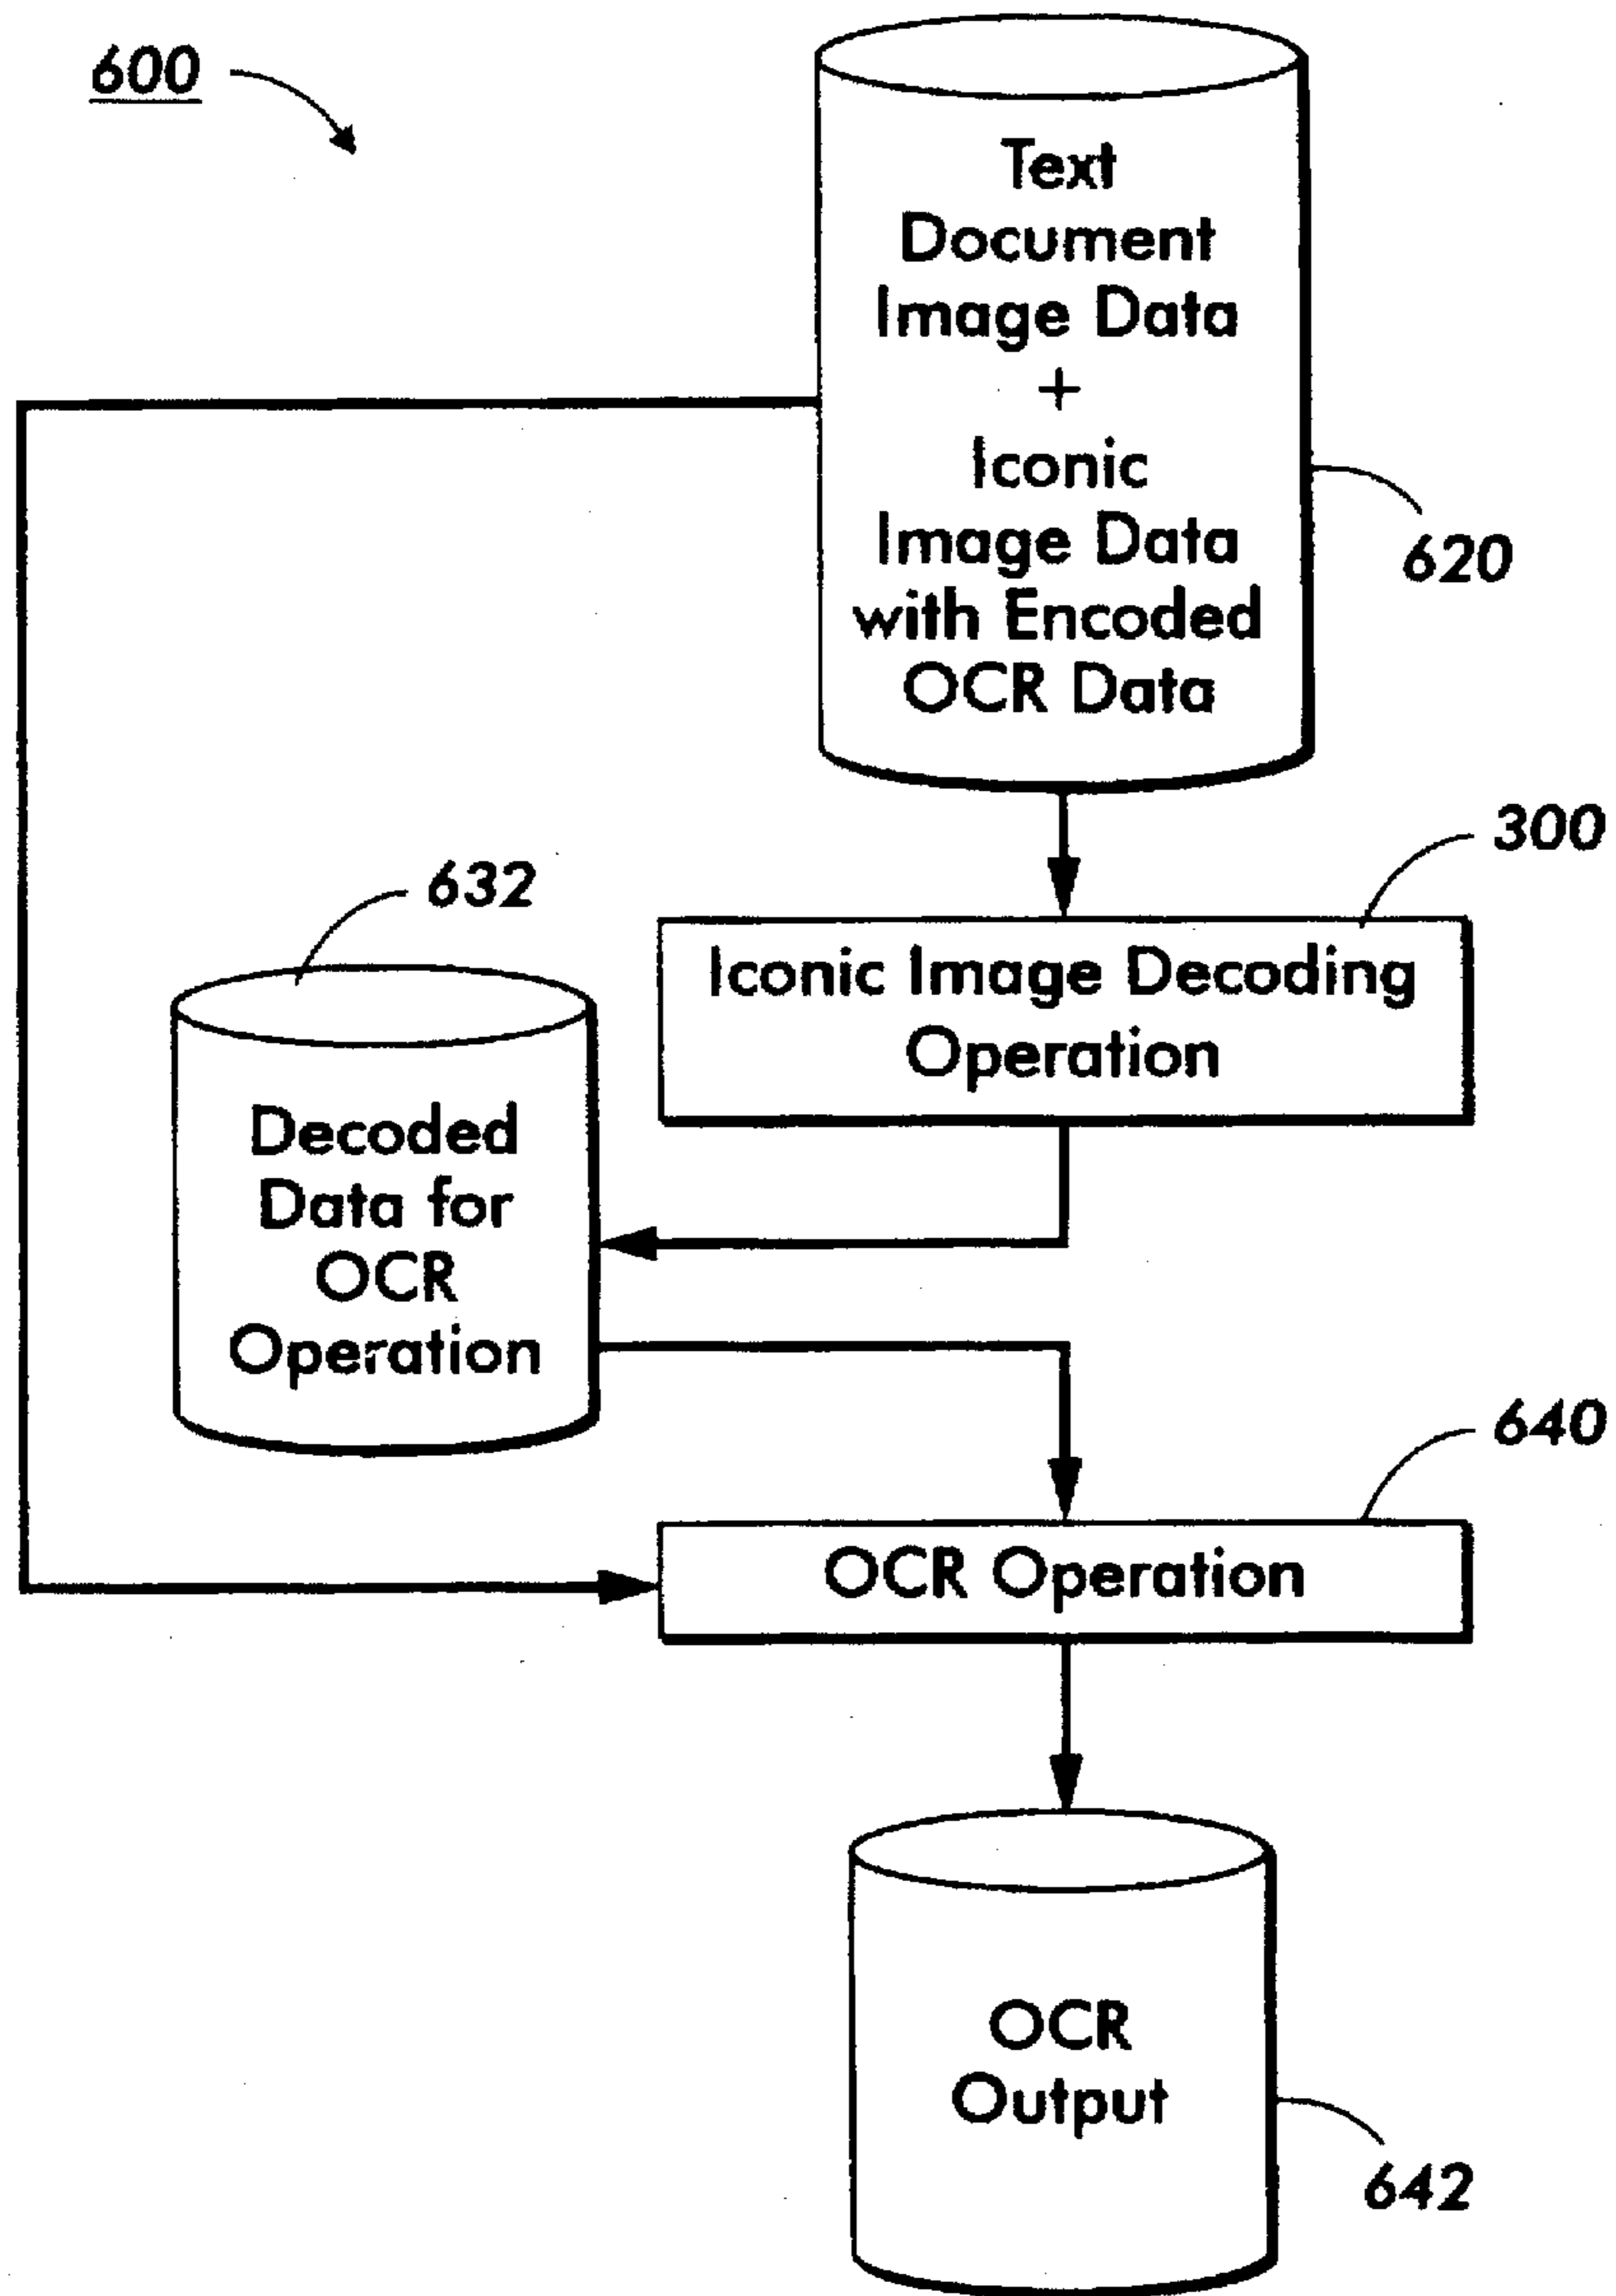 600
Text
Document
Image Data
+
Iconic
Image Data
with Encoded
OCR Data
620
300
Iconic Image Decoding
Operation
632
Decoded
Data for
OCR
Operation
640
OCR Operation
OCR
Output
642